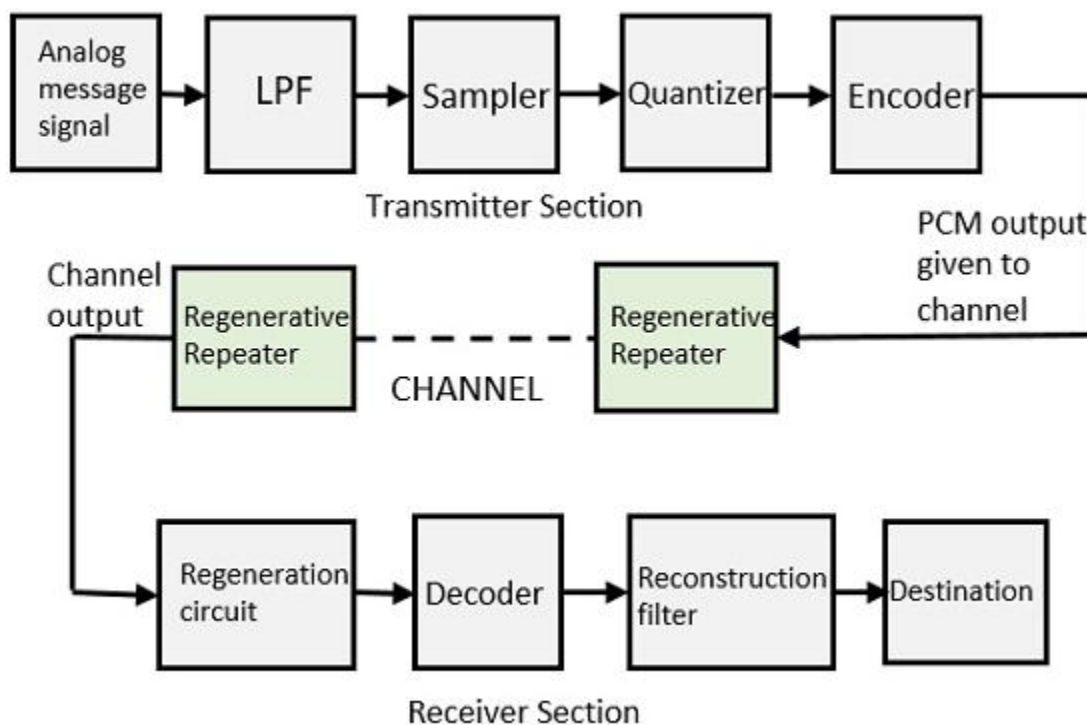 Analog
message
signal
LPF
Sampler
Quantizer
Encoder
Transmitter Section
PCM output
given to
channel
Channel
output
Regenerative
Repeater
CHANNEL
Regenerative
Repeater
Regeneration
circuit
Decoder
Reconstruction
filter
Destination
Receiver Section